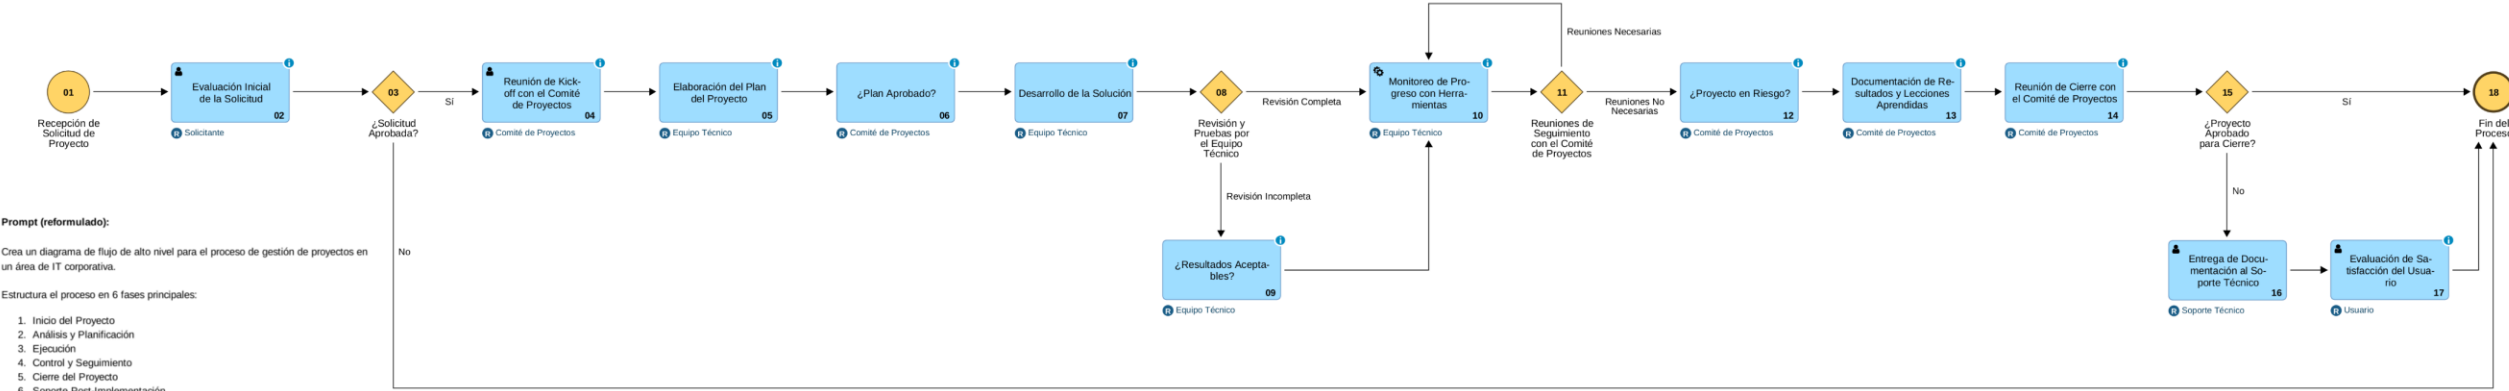 Reuniones Necesarias
01
Recepción de
Solicitud de
Proyecto
Evaluación Inicial
de la Solicitud
02
R Solicitante
03
¿Solicitud
Aprobada?
Sí
No
Reunión de Kick-
off con el Comité
de Proyectos
04
R Comité de Proyectos
Elaboración del Plan
del Proyecto
05
R Equipo Técnico
¿Plan Aprobado?
06
R Comité de Proyectos
Desarrollo de la Solución
07
R Equipo Técnico
08
Revisión y
Pruebas por
el Equipo
Técnico
Revisión Completa
Revisión Incompleta
¿Resultados Acepta-
bles?
09
R Equipo Técnico
Monitoreo de Pro-
greso con Herra-
mientas
10
R Equipo Técnico
11
Reuniones de
Seguimiento
con el Comité
de Proyectos
Reuniones No
Necesarias
¿Proyecto en Riesgo?
12
R Comité de Proyectos
Documentación de Re-
sultados y Lecciones
Aprendidas
13
R Comité de Proyectos
Reunión de Cierre con
el Comité de Proyectos
14
R Comité de Proyectos
15
¿Proyecto
Aprobado
para Cierre?
Sí
No
Entrega de Docu-
mentación al So-
porte Técnico
16
R Soporte Técnico
Evaluación de Sa-
tisfacción del Usua-
rio
17
R Usuario
18
Fin del
Proceso
Prompt (reformulado):
Crea un diagrama de flujo de alto nivel para el proceso de gestión de proyectos en
un área de IT corporativa.
Estructura el proceso en 6 fases principales:
1. Inicio del Proyecto
2. Análisis y Planificación
3. Ejecución
4. Control y Seguimiento
5. Cierre del Proyecto
6. Soporte Post-Implementación